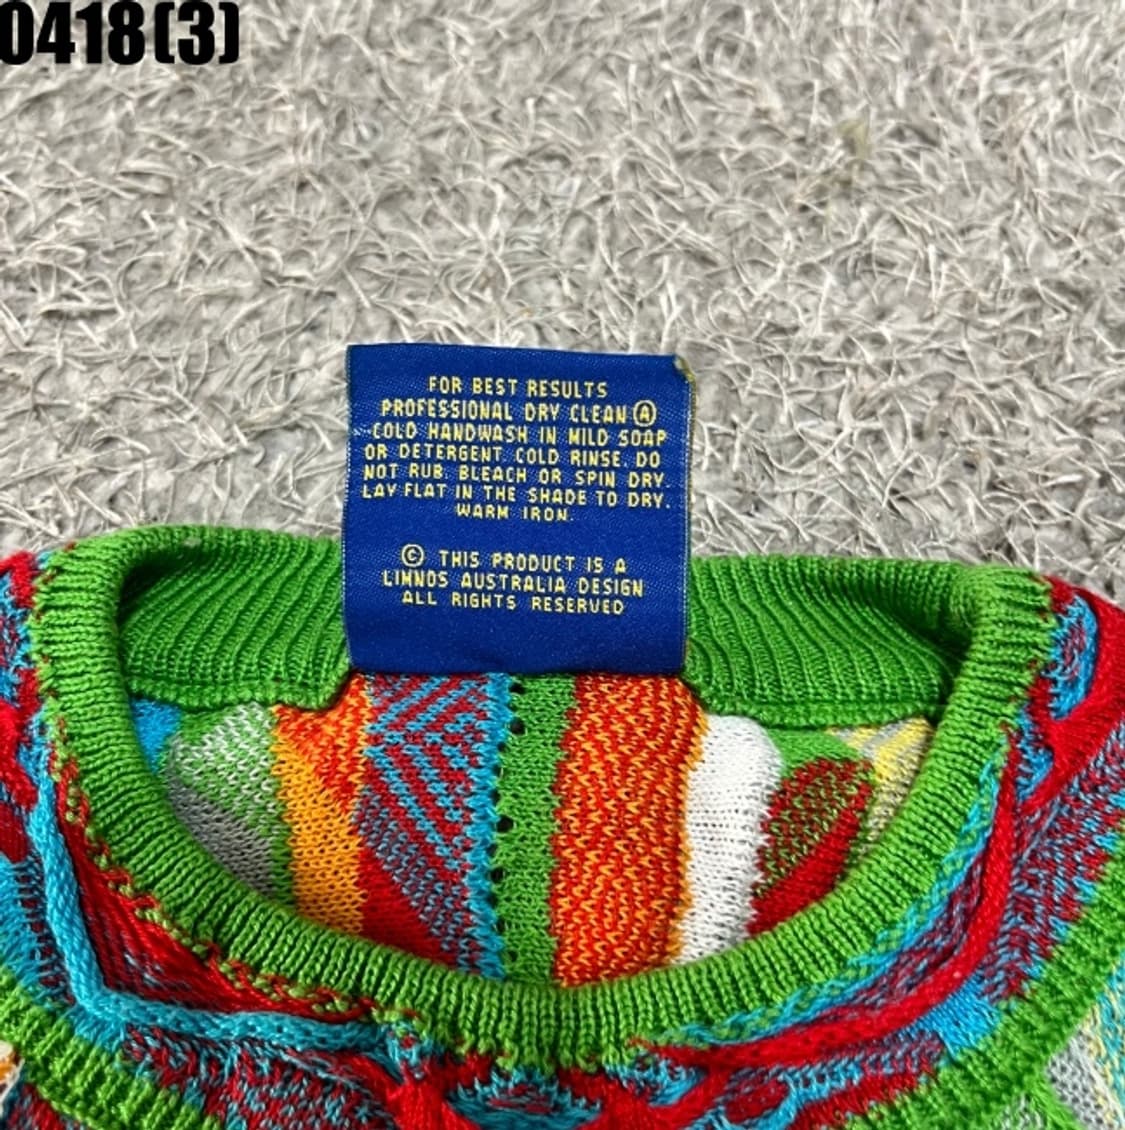 0418(3)
FOR BEST RESULTS
PROFESSIONAL DRY CLEAN Ⓐ
COLD HANDWASH IN MILD SOAP
OR DETERGENT. COLD RINSE. DO
NOT RUB. BLEACH OR SPIN DRY.
LAY FLAT IN THE SHADE TO DRY.
WARM IRON.
© THIS PRODUCT IS A
LIMNOS AUSTRALIA DESIGN
ALL RIGHTS RESERVED